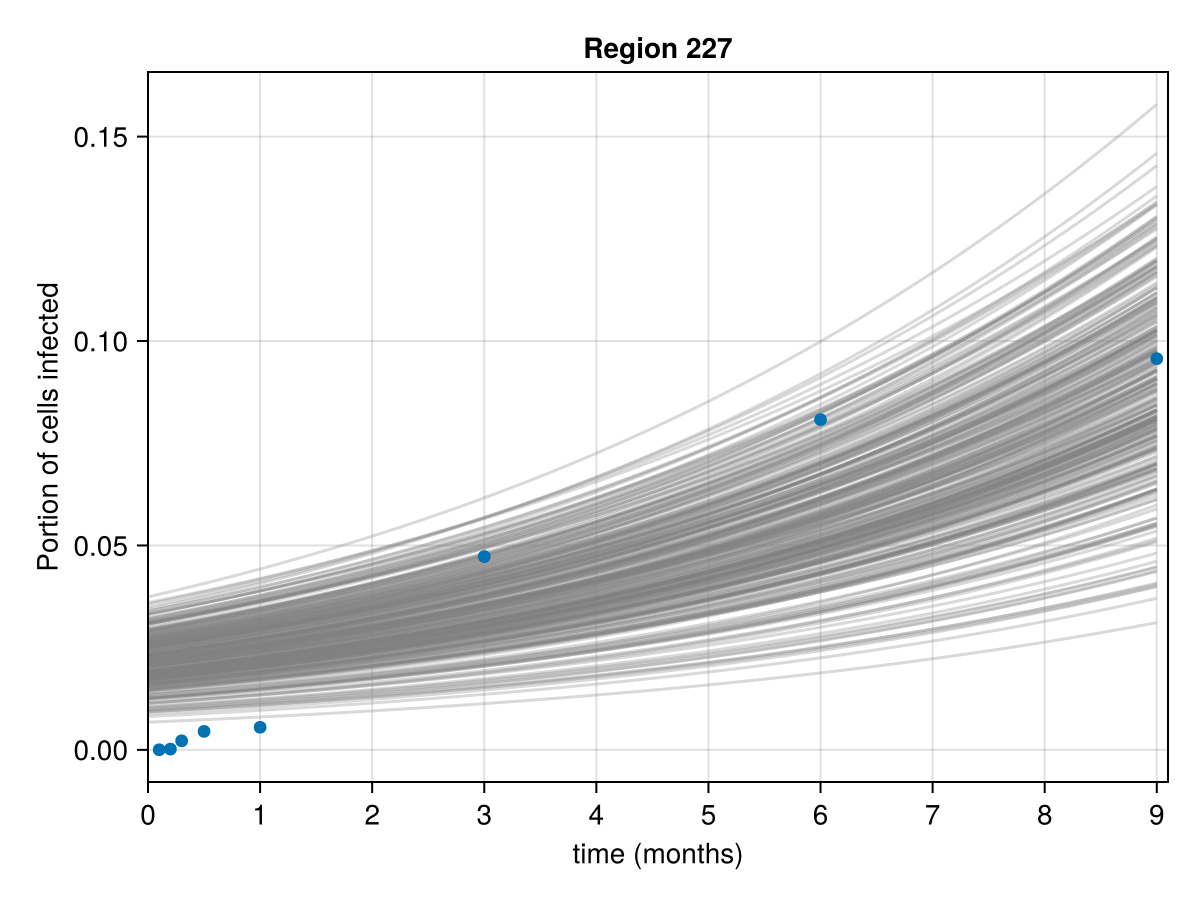 Region 227
Portion of cells infected
0.15
0.10
0.05
0.00
0 1 2 3 4 5 6 7 8 9
time (months)